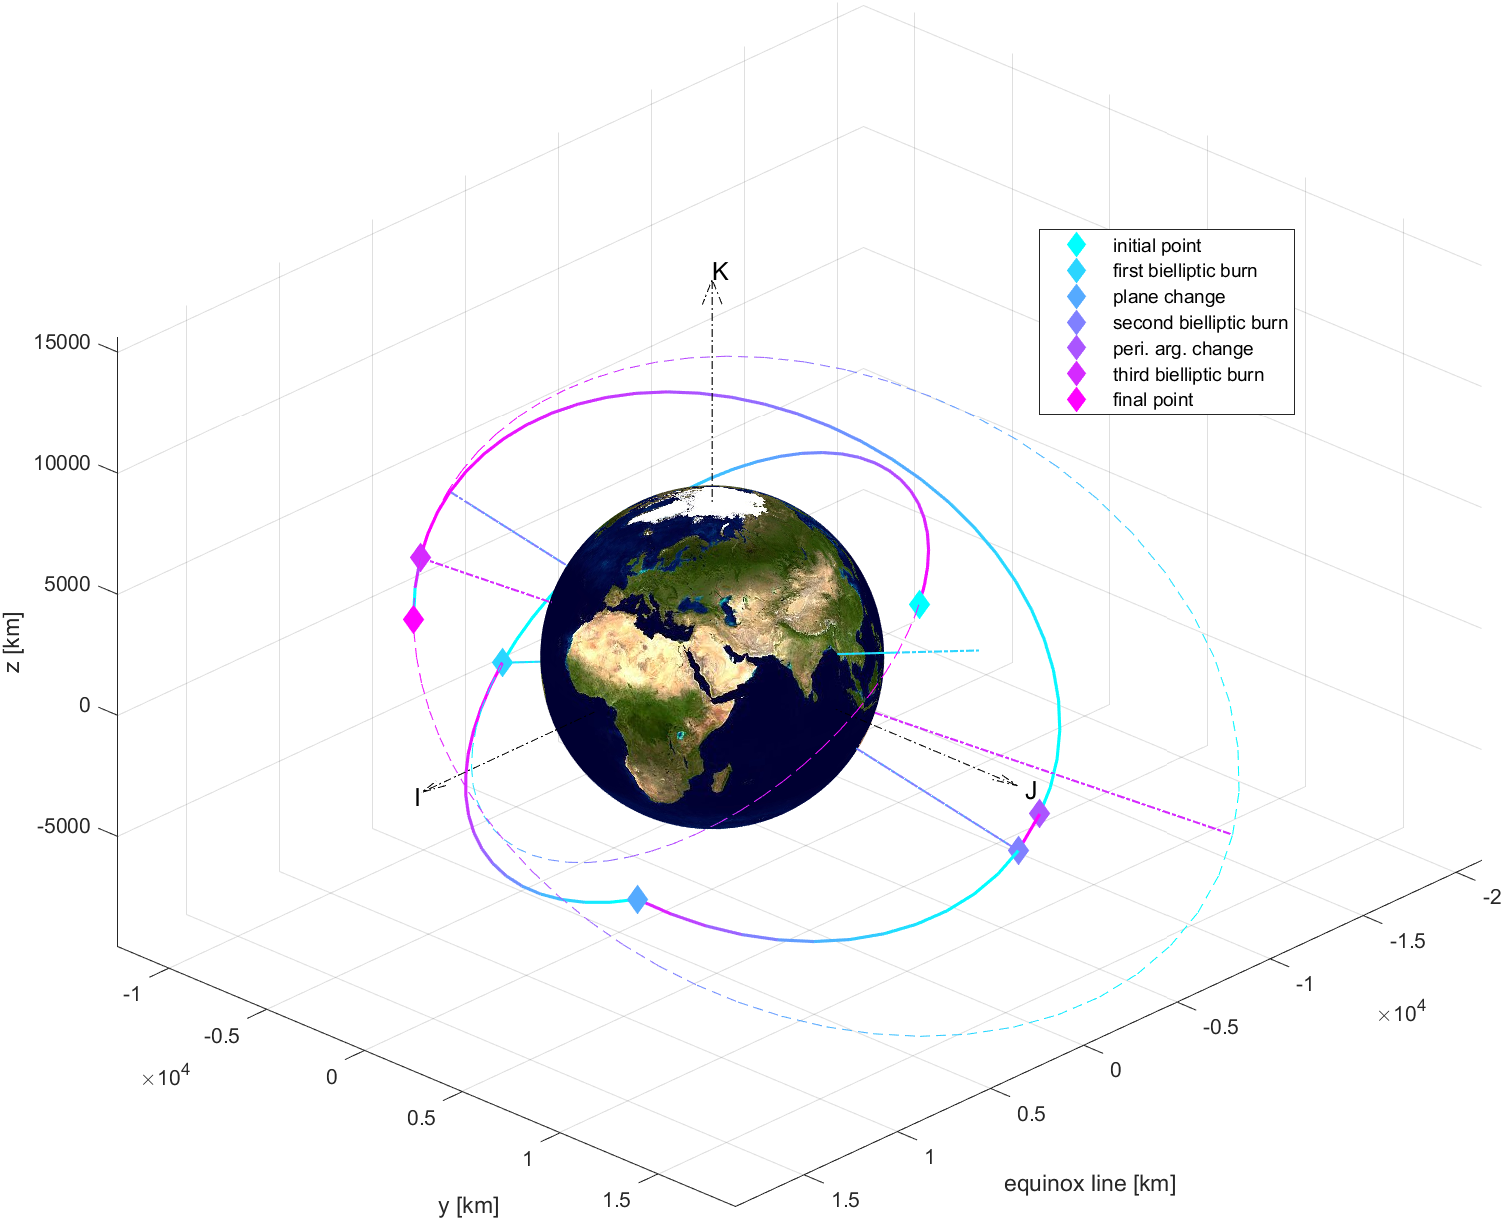 K
initial point
first bielliptic burn
plane change
second bielliptic burn
peri. arg. change
third bielliptic burn
final point
15000
10000
5000
0
-5000
z [km]
I
J
-1
-0.5
0
0.5
1
1.5
×10⁴
y [km]
-2
-1.5
-1
-0.5
0
0.5
1
1.5
×10⁴
equinox line [km]